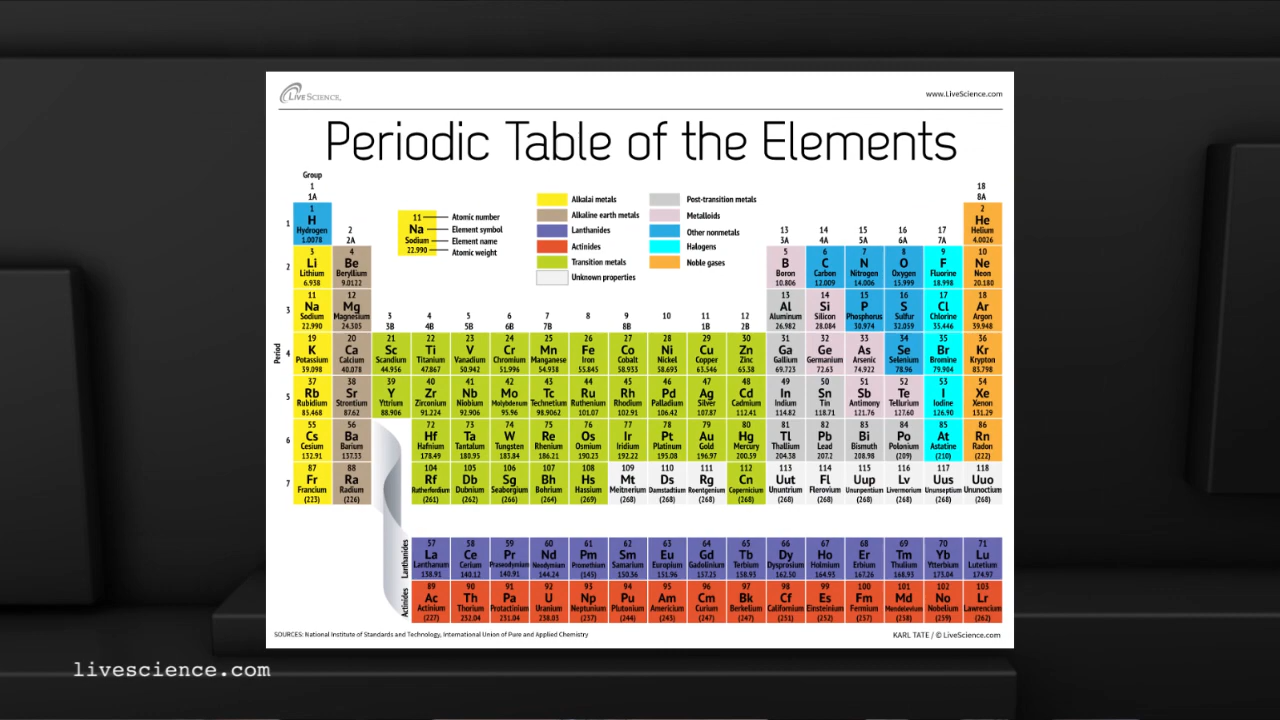 LIVESCIENCE.
www.LiveScience.com
Periodic Table of the Elements
Group
1 18
1A 8A
1 2
H He
Hydrogen Helium
1.0078 4.0026
11 Atomic number
Na Element symbol
Sodium Element name
22.990 Atomic weight
Alkalai metals
Alkaline earth metals
Lanthanides
Actinides
Transition metals
Unknown properties
Post-transition metals
Metalloids
Other nonmetals
Halogens
Noble gases
2 13 14 15 16 17
2A 3A 4A 5A 6A 7A
Period
1
2
3
4
5
6
7
3 4 5 6 7 8 9 10 11 12
3B 4B 5B 6B 7B 8B 1B 2B
3 4 5 6 7 8 9 10
Li Be B C N O F Ne
Lithium Beryllium Boron Carbon Nitrogen Oxygen Fluorine Neon
6.938 9.0122 10.806 12.009 14.006 15.999 18.998 20.180
11 12 13 14 15 16 17 18
Na Mg Al Si P S Cl Ar
Sodium Magnesium Aluminum Silicon Phosphorus Sulfur Chlorine Argon
22.990 24.305 26.982 28.084 30.974 32.059 35.446 39.948
19 20 21 22 23 24 25 26 27 28 29 30 31 32 33 34 35 36
K Ca Sc Ti V Cr Mn Fe Co Ni Cu Zn Ga Ge As Se Br Kr
Potassium Calcium Scandium Titanium Vanadium Chromium Manganese Iron Cobalt Nickel Copper Zinc Gallium Germanium Arsenic Selenium Bromine Krypton
39.098 40.078 44.956 47.867 50.942 51.996 54.938 55.845 58.933 58.693 63.546 65.38 69.723 72.63 74.922 78.96 79.904 83.798
37 38 39 40 41 42 43 44 45 46 47 48 49 50 51 52 53 54
Rb Sr Y Zr Nb Mo Tc Ru Rh Pd Ag Cd In Sn Sb Te I Xe
Rubidium Strontium Yttrium Zirconium Niobium Molybdenum Technetium Ruthenium Rhodium Palladium Silver Cadmium Indium Tin Antimony Tellurium Iodine Xenon
85.468 87.62 88.906 91.224 92.906 95.96 98.9062 101.07 102.91 106.42 107.87 112.41 114.82 118.71 121.76 127.60 126.90 131.29
55 56 72 73 74 75 76 77 78 79 80 81 82 83 84 85 86
Cs Ba Hf Ta W Re Os Ir Pt Au Hg Tl Pb Bi Po At Rn
Cesium Barium Hafnium Tantalum Tungsten Rhenium Osmium Iridium Platinum Gold Mercury Thallium Lead Bismuth Polonium Astatine Radon
132.91 137.33 178.49 180.95 183.84 186.21 190.23 192.22 195.08 196.97 200.59 204.38 207.2 208.98 (209) (210) (222)
87 88 104 105 106 107 108 109 110 111 112 113 114 115 116 117 118
Fr Ra Rf Db Sg Bh Hs Mt Ds Rg Cn Uut Fl Uup Lv Uus Uuo
Francium Radium Rutherfordium Dubnium Seaborgium Bohrium Hassium Meitnerium Damstadtium Roentgenium Copernicium Ununtrium Flerovium Ununpentium Livermorium Ununseptium Ununoctium
(223) (226) (261) (262) (266) (264) (269) (268) (268) (268) (268) (268) (268) (268) (268) (268) (268)
Lanthanides
57 58 59 60 61 62 63 64 65 66 67 68 69 70 71
La Ce Pr Nd Pm Sm Eu Gd Tb Dy Ho Er Tm Yb Lu
Lanthanum Cerium Praseodymium Neodymium Promethium Samarium Europium Gadolinium Terbium Dysprosium Holmium Erbium Thulium Ytterbium Lutetium
138.91 140.12 140.91 144.24 (145) 150.36 151.96 157.25 158.93 162.50 164.93 167.26 168.93 173.04 174.97
Actinides
89 90 91 92 93 94 95 96 97 98 99 100 101 102 103
Ac Th Pa U Np Pu Am Cm Bk Cf Es Fm Md No Lr
Actinium Thorium Protactinium Uranium Neptunium Plutonium Americium Curium Berkelium Californium Einsteinium Fermium Mendelevium Nobelium Lawrencium
(227) 232.04 231.04 238.03 (237) (244) (243) (247) (247) (251) (252) (257) (258) (259) (262)
SOURCES: National Institute of Standards and Technology, International Union of Pure and Applied Chemistry
KARL TATE / © LiveScience.com
livescience.com